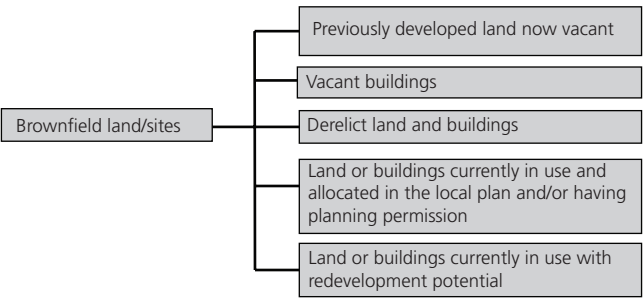 Brownfield land/sites
Previously developed land now vacant
Vacant buildings
Derelict land and buildings
Land or buildings currently in use and
allocated in the local plan and/or having
planning permission
Land or buildings currently in use with
redevelopment potential